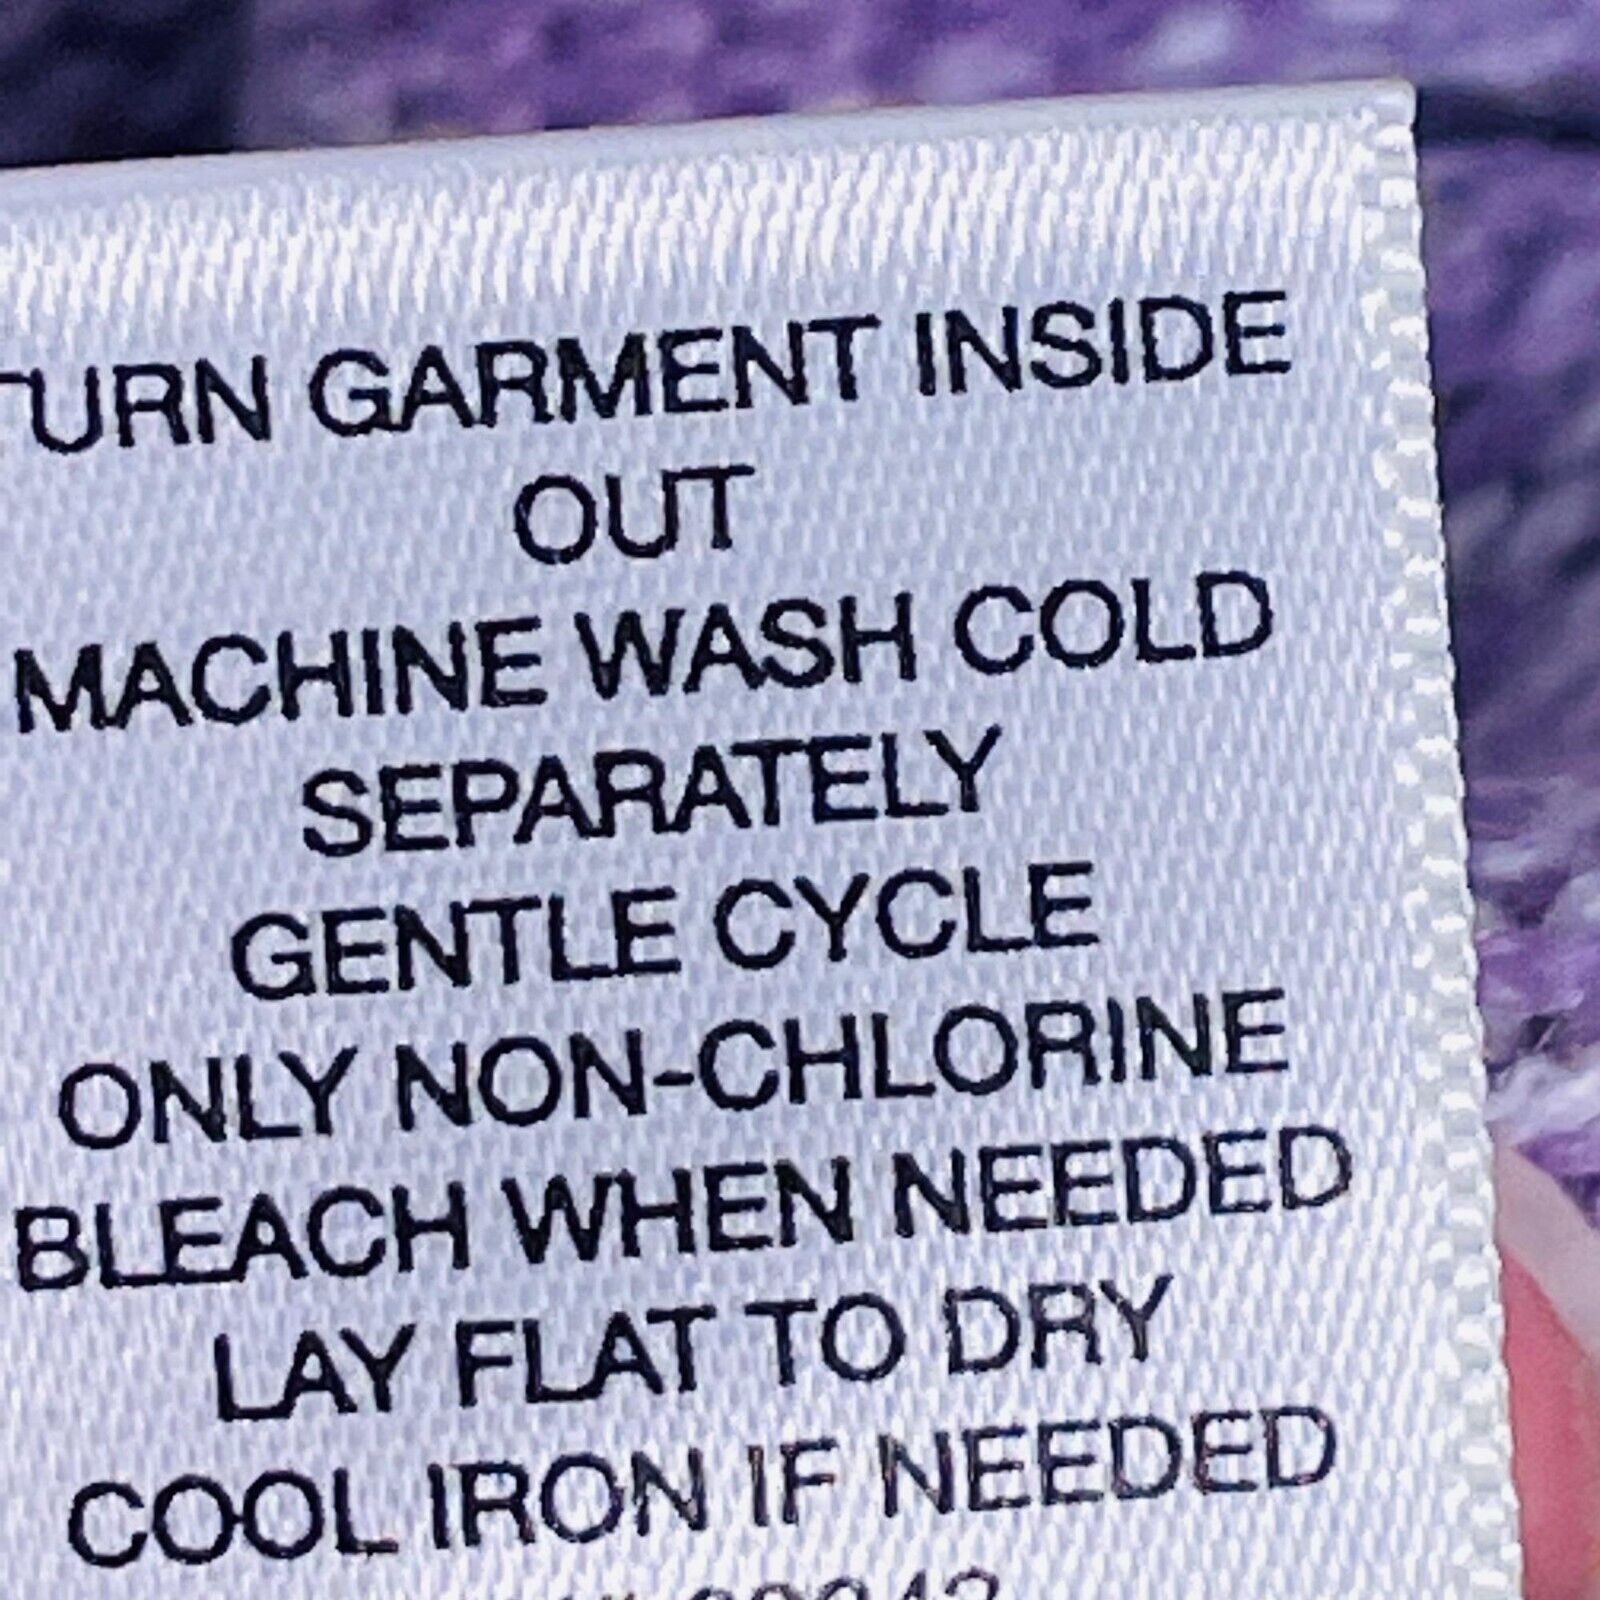 TURN GARMENT INSIDE
OUT
MACHINE WASH COLD
SEPARATELY
GENTLE CYCLE
ONLY NON-CHLORINE
BLEACH WHEN NEEDED
LAY FLAT TO DRY
COOL IRON IF NEEDED